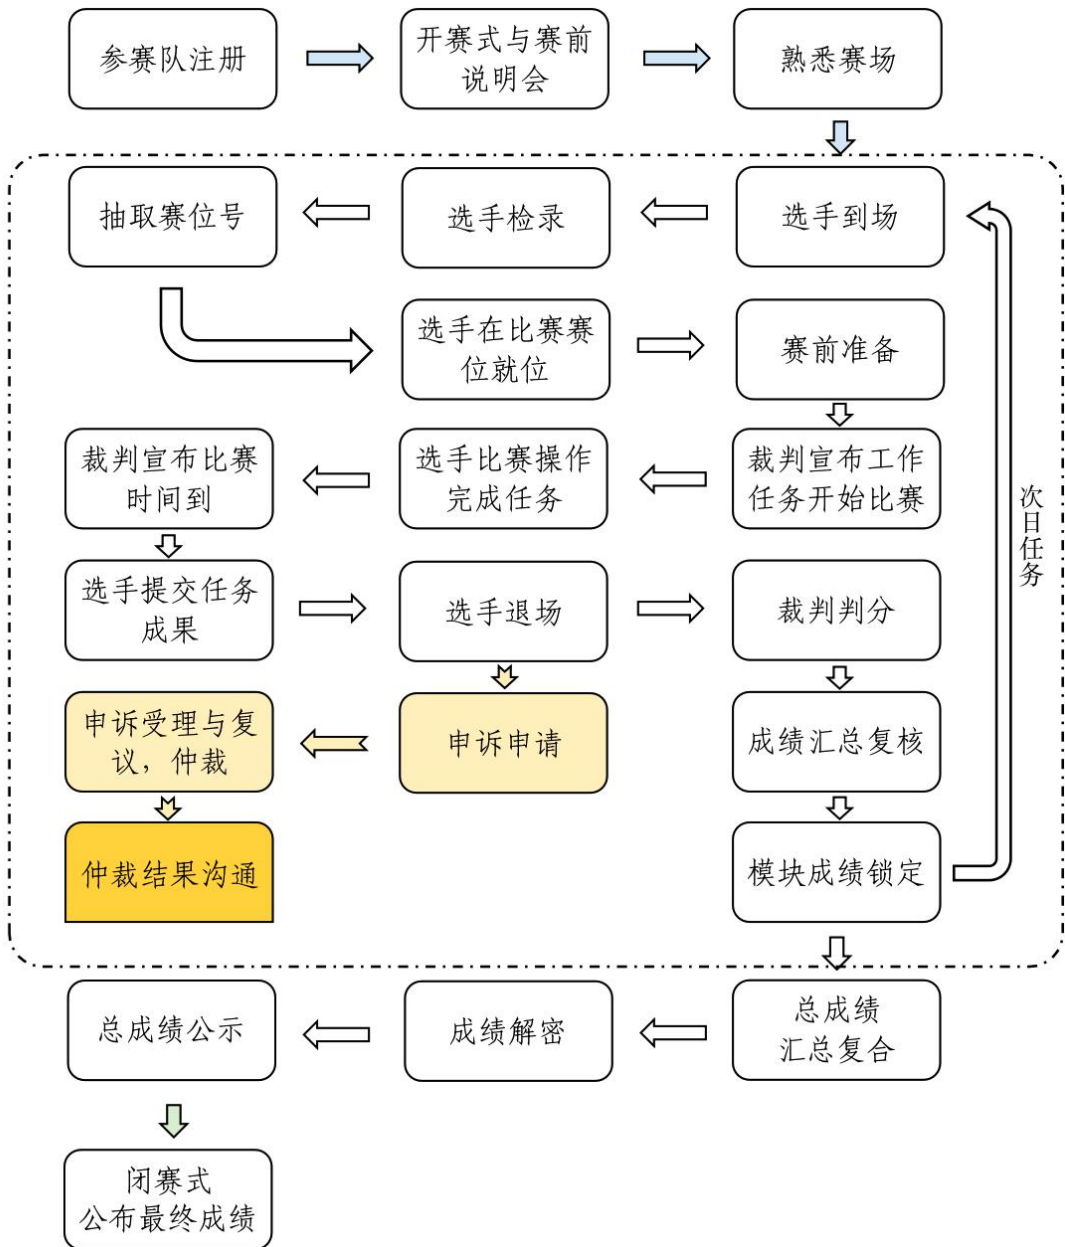 参赛队注册
开赛式与赛前
说明会
熟悉赛场
抽取赛位号
选手检录
选手到场
选手在比赛赛
位就位
赛前准备
裁判宣布比赛
时间到
选手比赛操作
完成任务
裁判宣布工作
任务开始比赛
次日任务
选手提交任务
成果
选手退场
裁判判分
申诉受理与复
议，仲裁
申诉申请
成绩汇总复核
仲裁结果沟通
模块成绩锁定
总成绩公示
成绩解密
总成绩
汇总复合
闭赛式
公布最终成绩